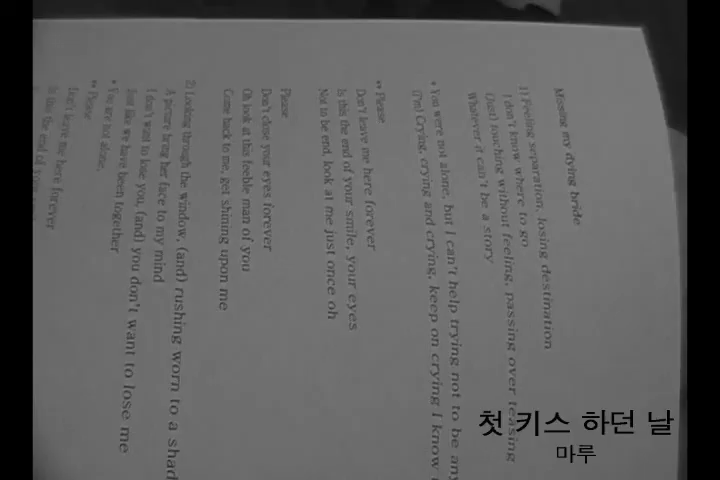 Missing my dying bride
1) Feeling separation, losing destination
I don't know where to go
(Just) touching without feeling, passing over teasing
Whatever it can't be a story
* You were not alone, but I can't help trying not to be
(I'm) Crying, crying and crying, keep on crying I know
** Please
Don't leave me here forever
Is this the end of your smile, your eyes
Not to be end, look at me just once oh
Please
Don't close your eyes forever
Oh look at this feeble man of you
Come back to me, get shining upon me
2) Looking through the window, (and) rushing worn to a
A picture bring her face to my mind
I don't want to lose you, (and) you don't want to lose me
Just like we have been together
* You are not alone,
** Please
Don't leave me here forever
Is this the end of your
첫 키스 하던 날
마루